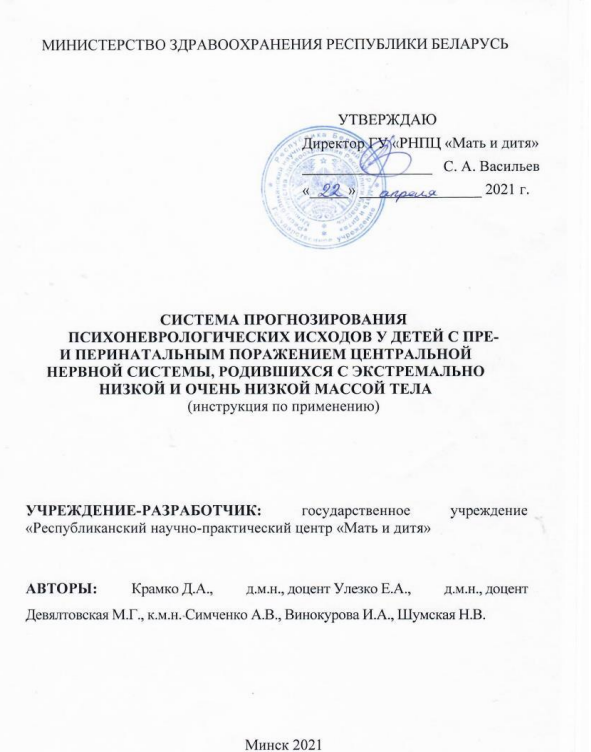 МИНИСТЕРСТВО ЗДРАВООХРАНЕНИЯ РЕСПУБЛИКИ БЕЛАРУСЬ
УТВЕРЖДАЮ
Директор ГУ «РНПЦ «Мать и дитя»
С. А. Васильев
«22» апреля 2021 г.
СИСТЕМА ПРОГНОЗИРОВАНИЯ
ПСИХОНЕВРОЛОГИЧЕСКИХ ИСХОДОВ У ДЕТЕЙ С ПРЕ-
И ПЕРИНАТАЛЬНЫМ ПОРАЖЕНИЕМ ЦЕНТРАЛЬНОЙ
НЕРВНОЙ СИСТЕМЫ, РОДИВШИХСЯ С ЭКСТРЕМАЛЬНО
НИЗКОЙ И ОЧЕНЬ НИЗКОЙ МАССОЙ ТЕЛА
(инструкция по применению)
УЧРЕЖДЕНИЕ-РАЗРАБОТЧИК: государственное учреждение
«Республиканский научно-практический центр «Мать и дитя»
АВТОРЫ: Крамко Д.А., д.м.н., доцент Улезко Е.А., д.м.н., доцент
Девялтовская М.Г., к.м.н. Симченко А.В., Винокурова И.А., Шумская Н.В.
Минск 2021